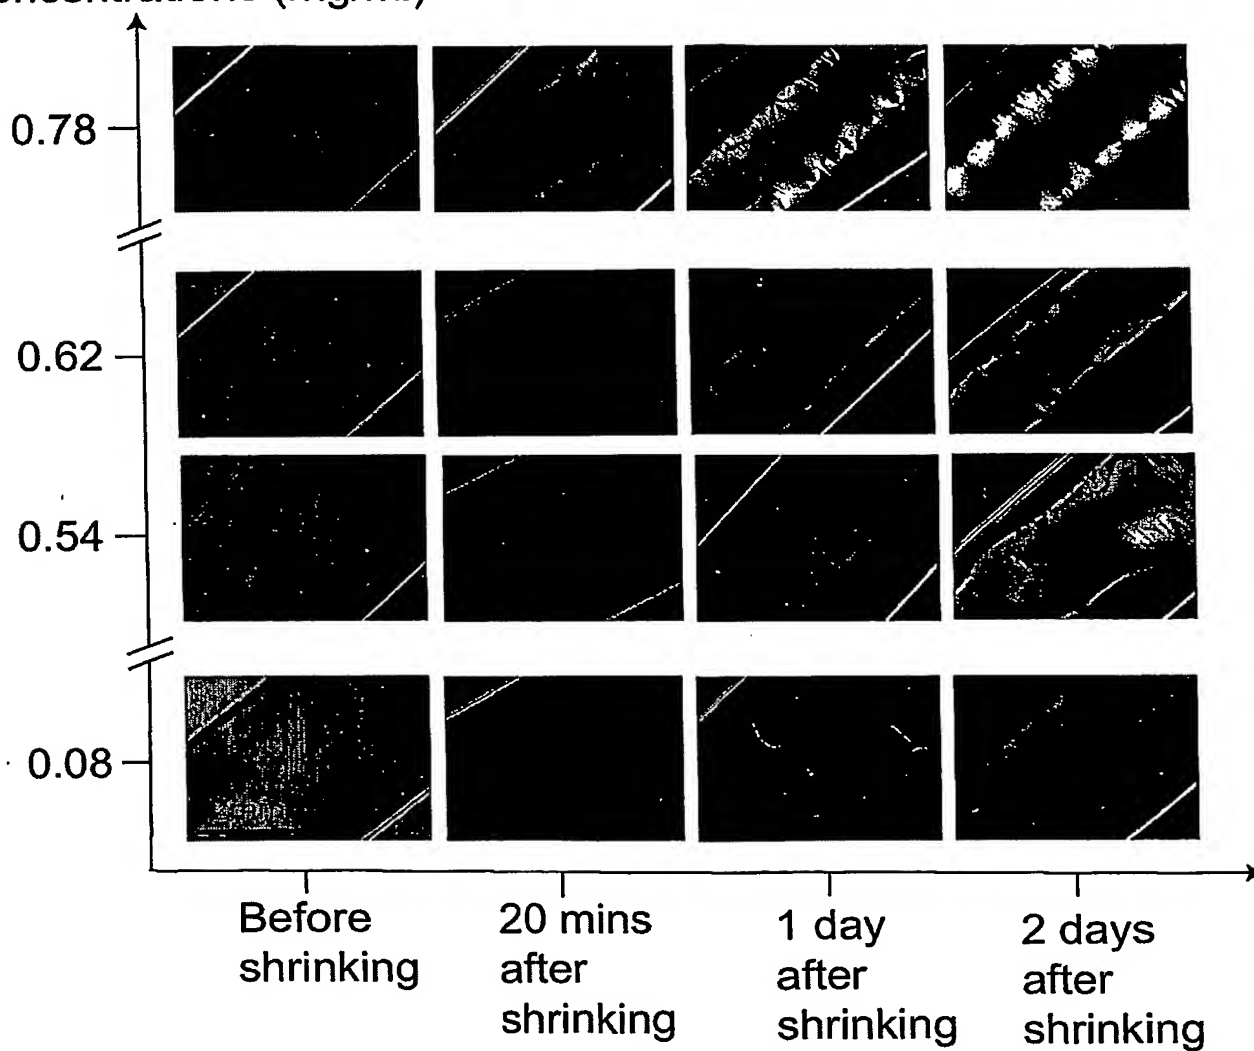 0.78
0.62
0.54
0.08
Before
shrinking
20 mins
after
shrinking
1 day
after
shrinking
2 days
after
shrinking